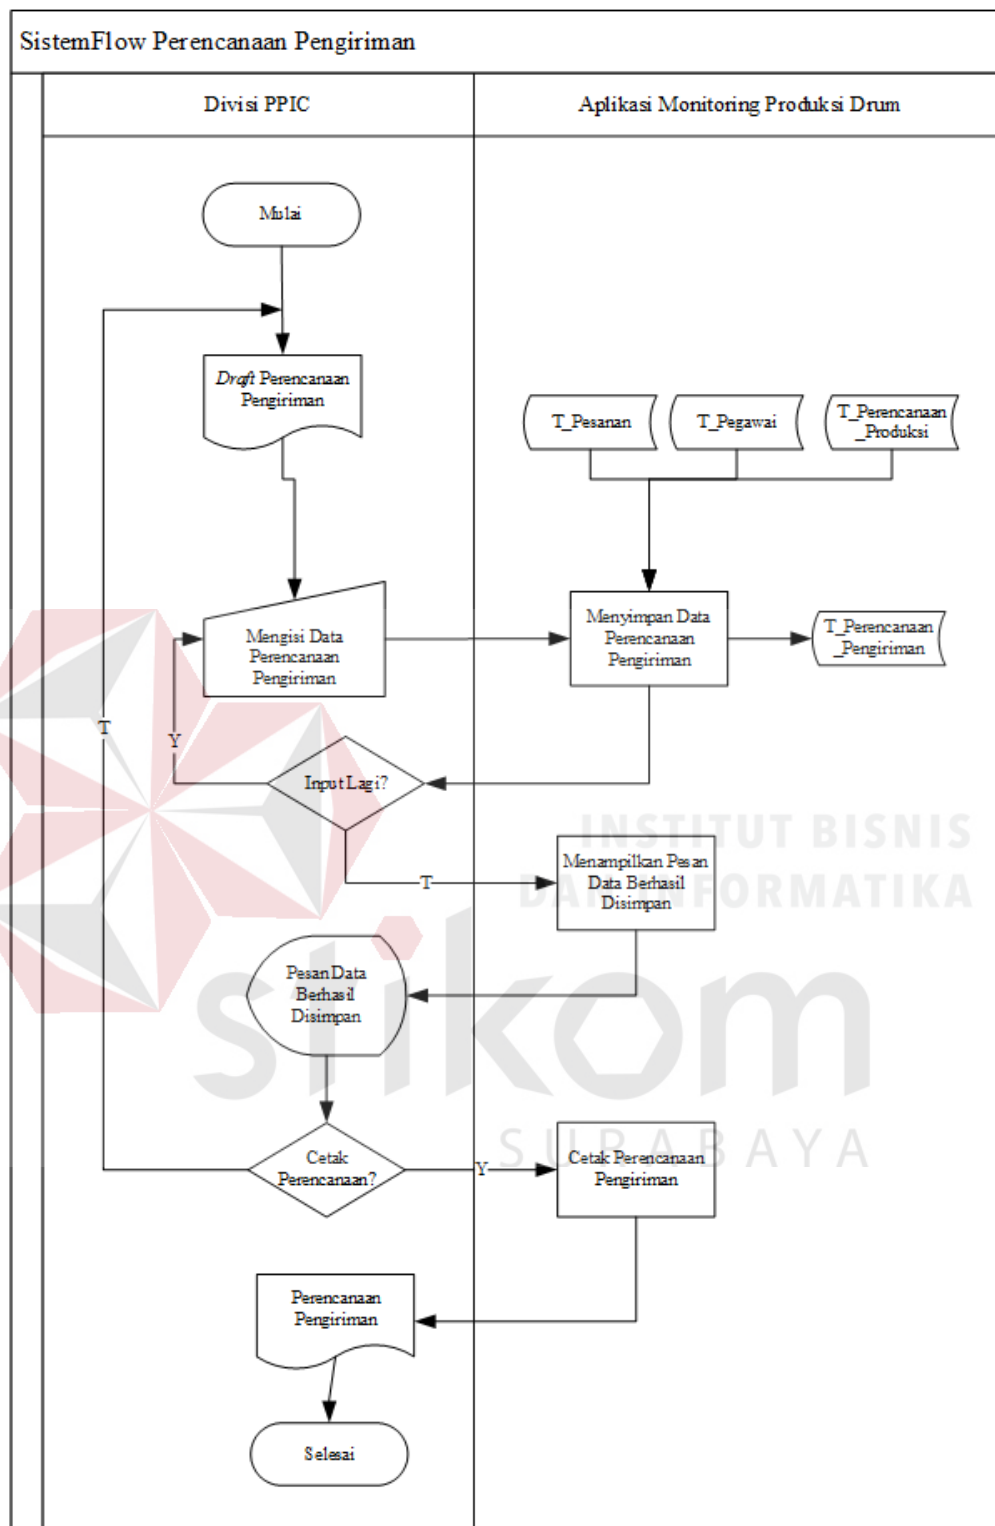 SistemFlow Perencanaan Pengiriman
Divisi PPIC
Aplikasi Monitoring Produksi Drum
Mulai
Draft Perencanaan
Pengiriman
T_Pesanan
T_Pegawai
T_Perencanaan
_Produksi
Mengisi Data
Perencanaan
Pengiriman
Menyimpan Data
Perencanaan
Pengiriman
T_Perencanaan
_Pengiriman
T
Y
Input Lagi?
T
Menampilkan Pesan
Data Berhasil
Disimpan
INSTITUT BISNIS
DAN INFORMATIKA
Pesan Data
Berhasil
Disimpan
stikom
SURABAYA
Cetak
Perencanaan?
Y
Cetak Perencanaan
Pengiriman
Perencanaan
Pengiriman
Selesai